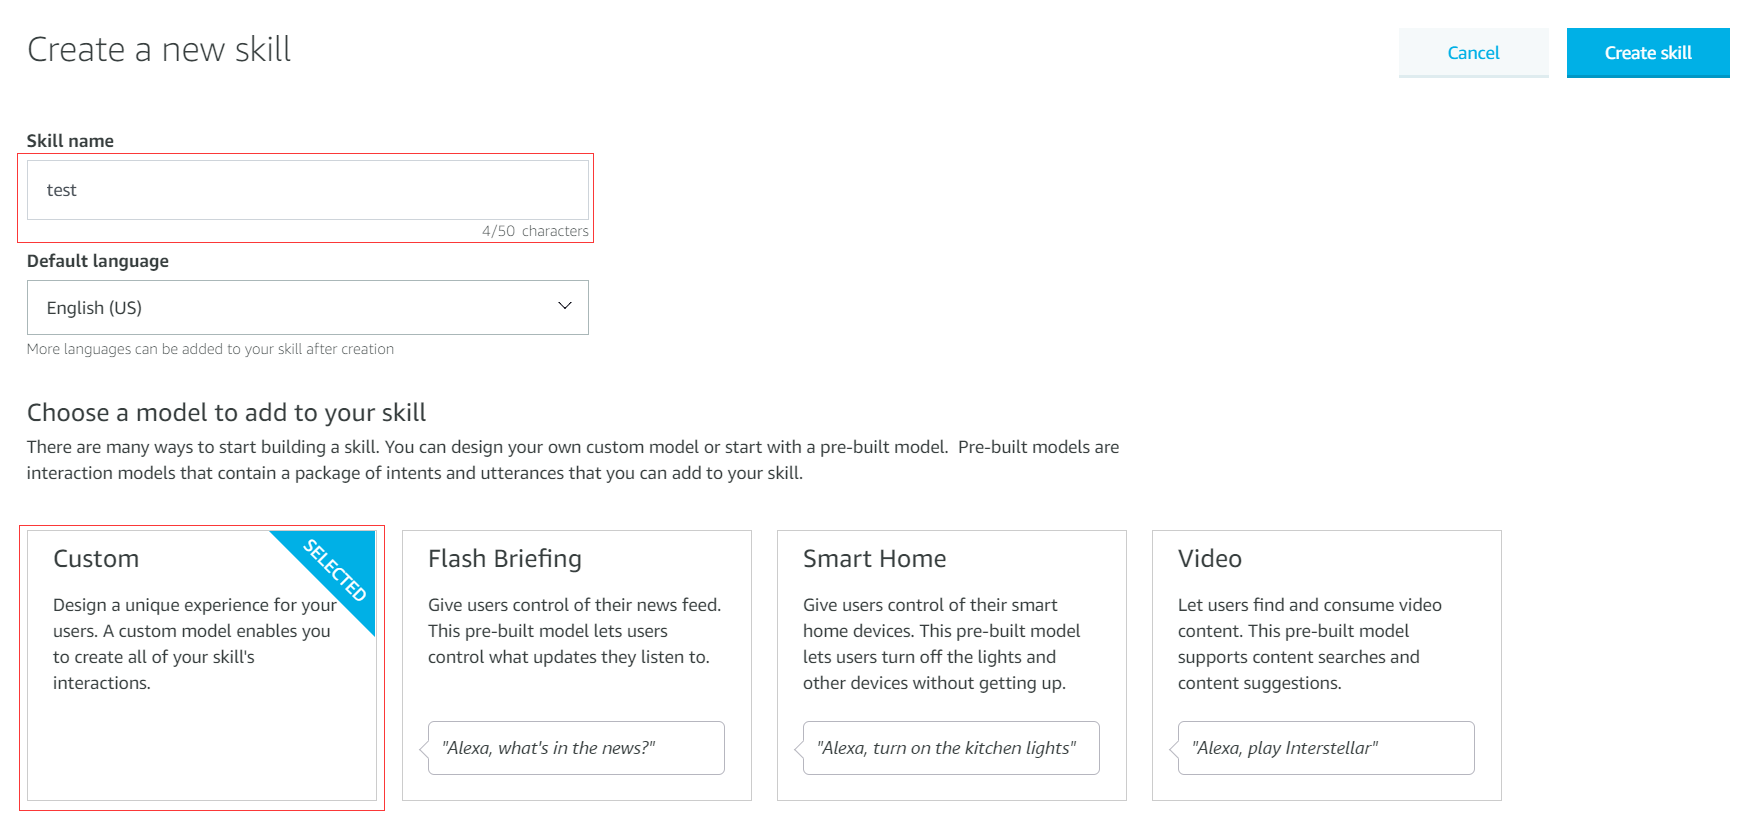 Create a new skill
Cancel
Create skill
Skill name
test
4/50 characters
Default language
English (US)
More languages can be added to your skill after creation
Choose a model to add to your skill
There are many ways to start building a skill. You can design your own custom model or start with a pre-built model. Pre-built models are
interaction models that contain a package of intents and utterances that you can add to your skill.
Custom
SELECTED
Design a unique experience for your
users. A custom model enables you
to create all of your skill's
interactions.
Flash Briefing
Give users control of their news feed.
This pre-built model lets users
control what updates they listen to.
"Alexa, what's in the news?"
Smart Home
Give users control of their smart
home devices. This pre-built model
lets users turn off the lights and
other devices without getting up.
"Alexa, turn on the kitchen lights"
Video
Let users find and consume video
content. This pre-built model
supports content searches and
content suggestions.
"Alexa, play Interstellar"